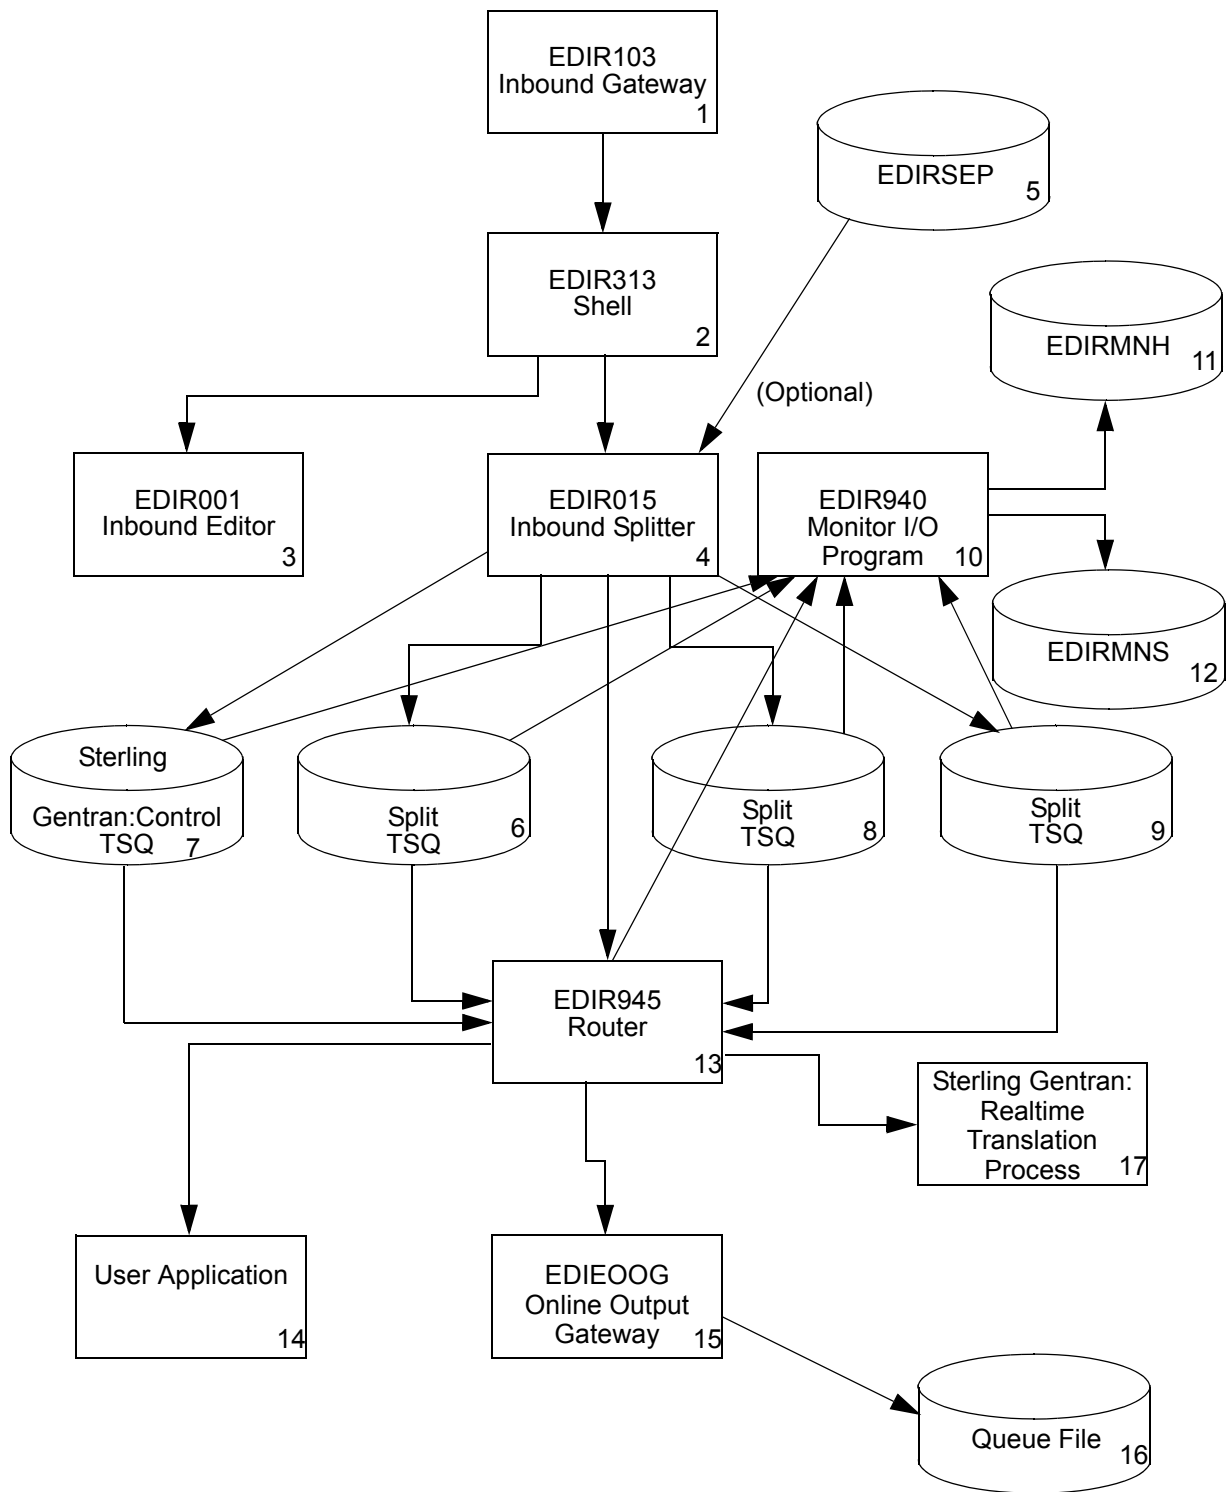 EDIR103
Inbound Gateway
1
EDIRSEP
5
EDIR313
Shell
2
EDIRMNH
11
(Optional)
EDIR001
Inbound Editor
3
EDIR015
Inbound Splitter
4
EDIR940
Monitor I/O
Program
10
EDIRMNS
12
Sterling
Gentran:Control
TSQ
7
Split
TSQ
6
Split
TSQ
8
Split
TSQ
9
EDIR945
Router
13
Sterling Gentran:
Realtime
Translation
Process
17
User Application
14
EDIEOOG
Online Output
Gateway
15
Queue File
16